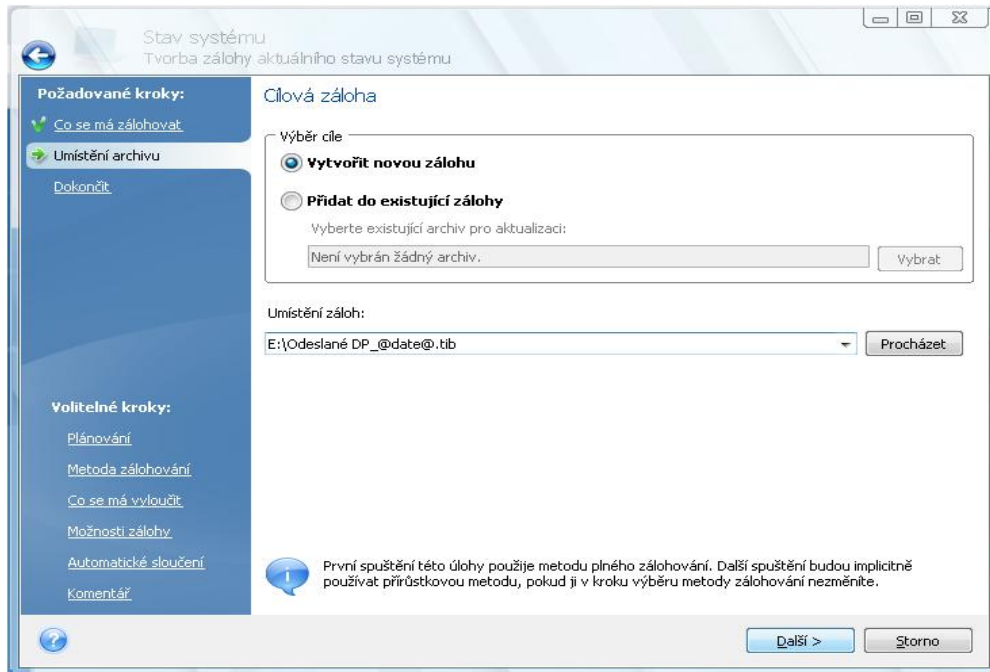 Stav systému
Tvorba zálohy aktuálního stavu systému
Požadované kroky:
Co se má zálohovat
Umístění archivu
Dokončit
Cílová záloha
Výběr cíle
Vytvořit novou zálohu
Přidat do existující zálohy
Vyberte existující archiv pro aktualizaci:
Není vybrán žádný archiv.
Vybrat
Umístění záloh:
E:\Odeslané DP_@date@.tib
Procházet
Volitelné kroky:
Plánování
Metoda zálohování
Co se má vyloučit
Možnosti zálohy
Automatické sloučení
Komentář
První spuštění této úlohy použije metodu plného zálohování. Další spuštění budou implicitně
používat přírůstkovou metodu, pokud ji v kroku výběru metody zálohování nezměníte.
Další >
Storno